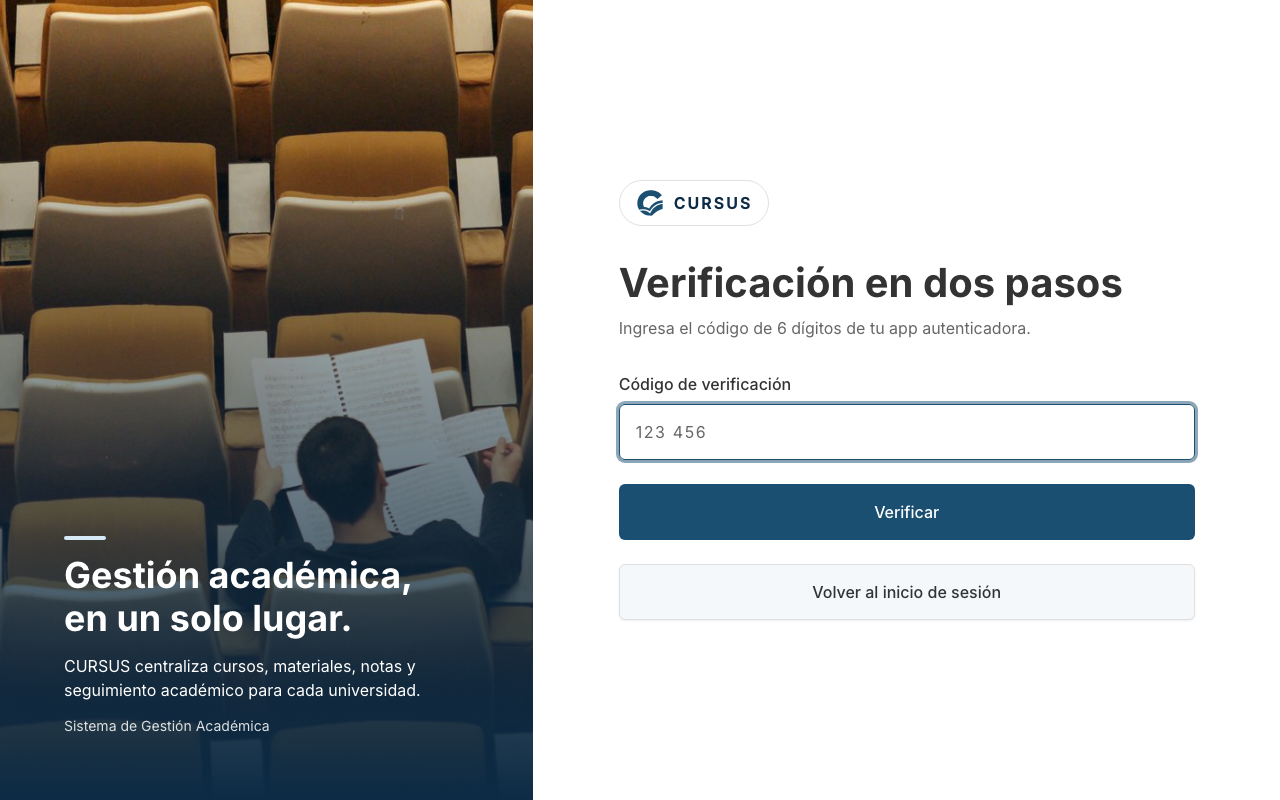 Gestión académica,
en un solo lugar.
CURSUS centraliza cursos, materiales, notas y
seguimiento académico para cada universidad.
Sistema de Gestión Académica
CURSUS
Verificación en dos pasos
Ingresa el código de 6 dígitos de tu app autenticadora.
Código de verificación
123 456
Verificar
Volver al inicio de sesión